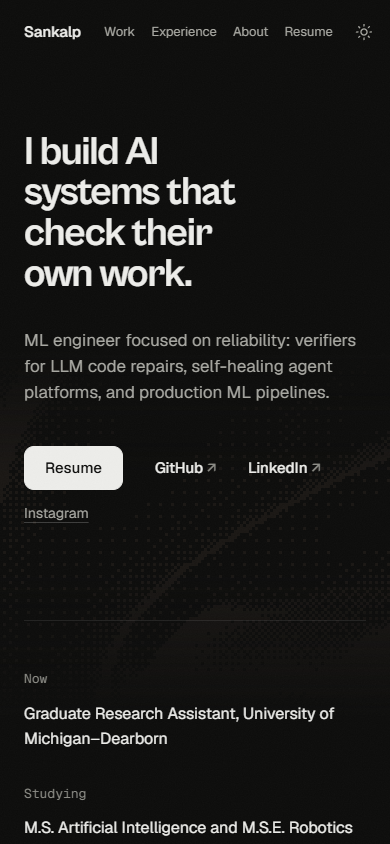 Sankalp Work Experience About Resume
I build AI
systems that
check their
own work.
ML engineer focused on reliability: verifiers
for LLM code repairs, self-healing agent
platforms, and production ML pipelines.
Resume GitHub ↗ LinkedIn ↗
Instagram
Now
Graduate Research Assistant, University of
Michigan–Dearborn
Studying
M.S. Artificial Intelligence and M.S.E. Robotics